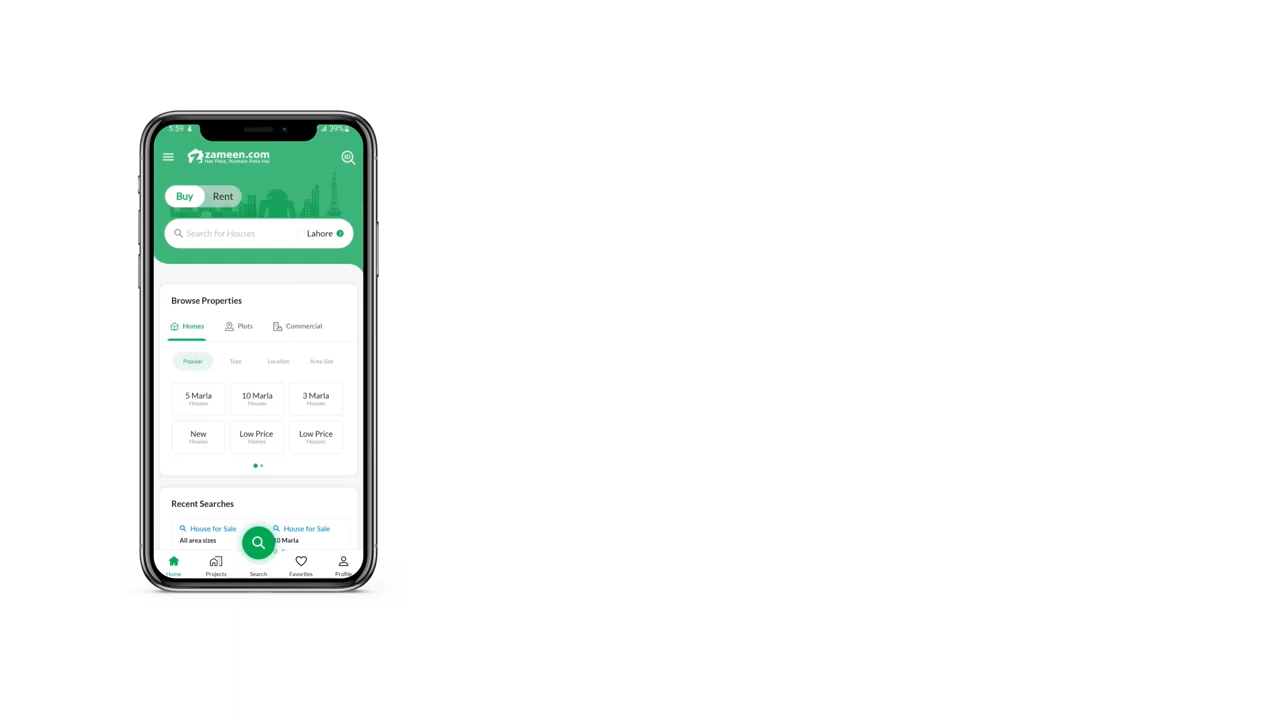 5:59
39%
zameen.com
Har Pata, Humein Pata Hai
ID
Buy
Rent
Search for Houses
Lahore
Browse Properties
Homes
Plots
Commercial
Popular
Type
Location
Area Size
5 Marla
Houses
10 Marla
Houses
3 Marla
Houses
New
Houses
Low Price
Homes
Low Price
Houses
Recent Searches
House for Sale
All area sizes
House for Sale
10 Marla
Home
Projects
Search
Favorites
Profile